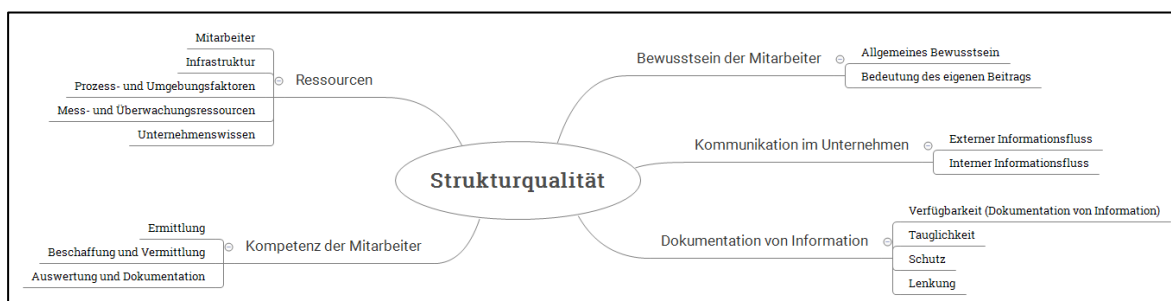 Mitarbeiter
Infrastruktur
Prozess- und Umgebungsfaktoren
Mess- und Überwachungsressourcen
Unternehmenswissen
Ressourcen
Ermittlung
Beschaffung und Vermittlung
Auswertung und Dokumentation
Kompetenz der Mitarbeiter
Strukturqualität
Bewusstsein der Mitarbeiter
Allgemeines Bewusstsein
Bedeutung des eigenen Beitrags
Kommunikation im Unternehmen
Externer Informationsfluss
Interner Informationsfluss
Dokumentation von Information
Verfügbarkeit (Dokumentation von Information)
Tauglichkeit
Schutz
Lenkung